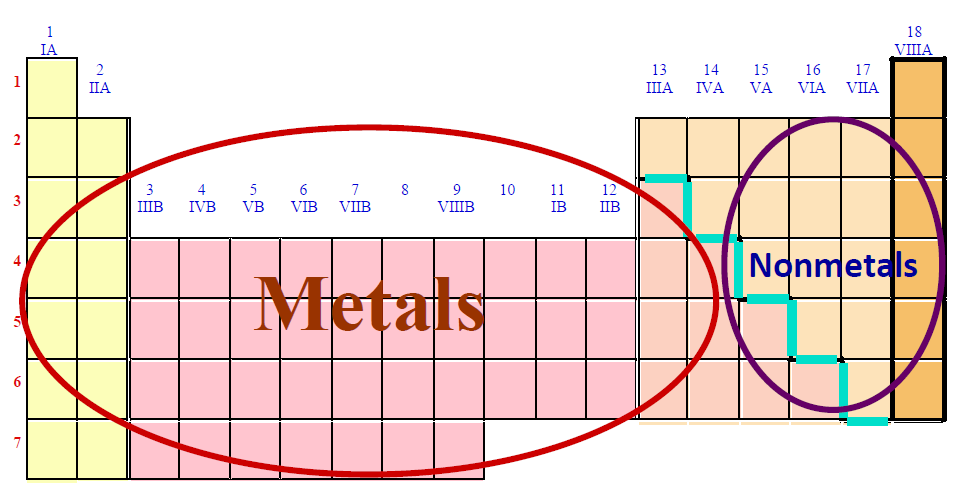 1
IA
18
VIIIA
2
IIA
13 14 15 16 17
IIIA IVA VA VIA VIIA
3 4 5 6 7 8 9 10 11 12
IIIB IVB VB VIB VIIB VIIIB IB IIB
1
2
3
4
5
6
7
Metals
Nonmetals